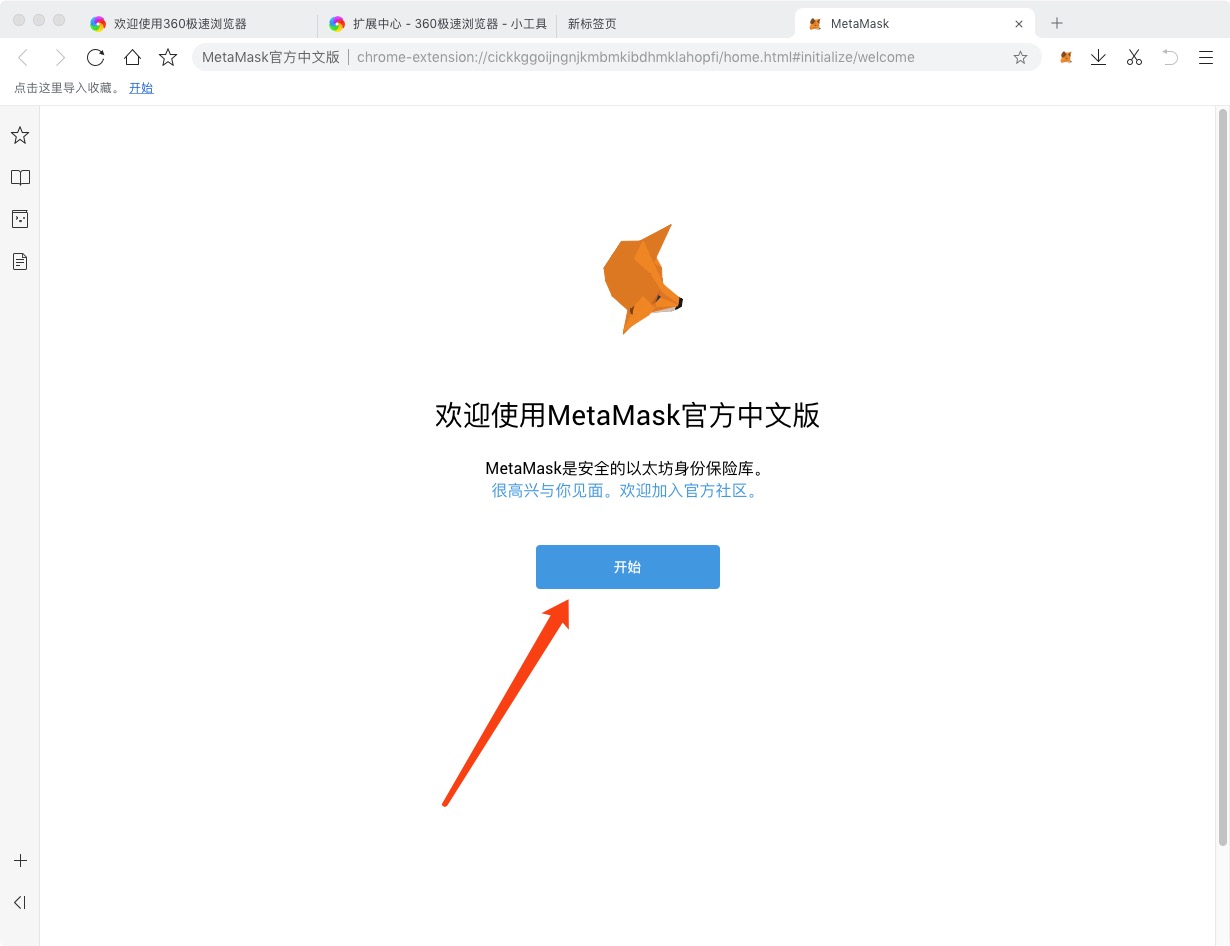 欢迎使用360极速浏览器
扩展中心 - 360极速浏览器 - 小工具
新标签页
MetaMask
MetaMask官方中文版
chrome-extension://cickkggoijngnjkmbmkibdhmklahopfi/home.html#initialize/welcome
点击这里导入收藏。 开始
欢迎使用MetaMask官方中文版
MetaMask是安全的以太坊身份保险库。
很高兴与你见面。欢迎加入官方社区。
开始